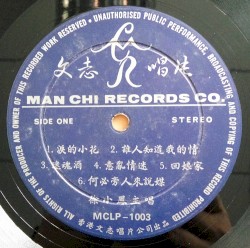 UNAUTHORISED PUBLIC PERFORMANCE, BROADCASTING AND COPYING OF THIS RECORD PROHIBITED
ALL RIGHTS OF THE PRODUCER AND OWNER OF THIS RECORDED WORK RESERVED
文志唱片
MAN CHI RECORDS CO.
SIDE ONE STEREO
1.淚的小花 2.誰人知道我的情
3.迷魂酒 4.意亂情迷 5.回娘家
6.何必旁人來說媒
徐小鳳主唱
MCLP-1003
香港文志唱片公司出品